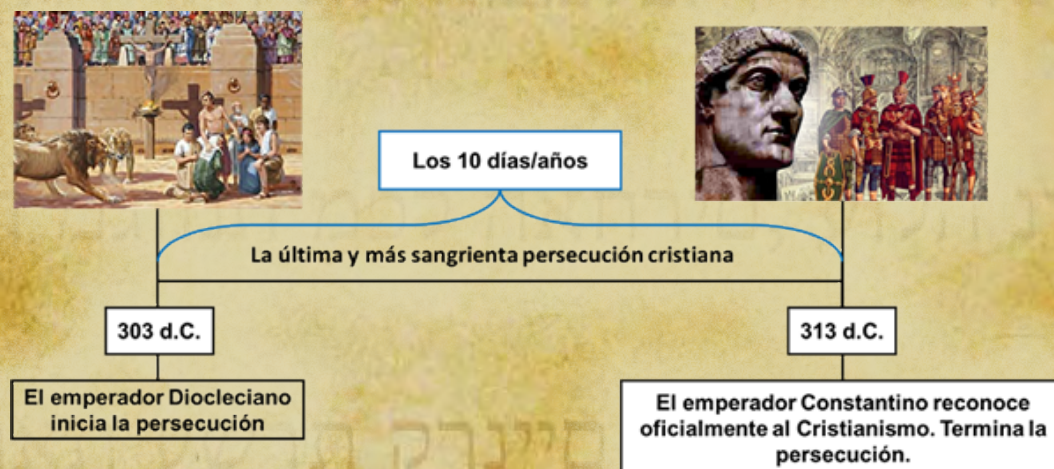 Los 10 días/años
La última y más sangrienta persecución cristiana
303 d.C.
313 d.C.
El emperador Diocleciano
inicia la persecución
El emperador Constantino reconoce
oficialmente al Cristianismo. Termina la
persecución.